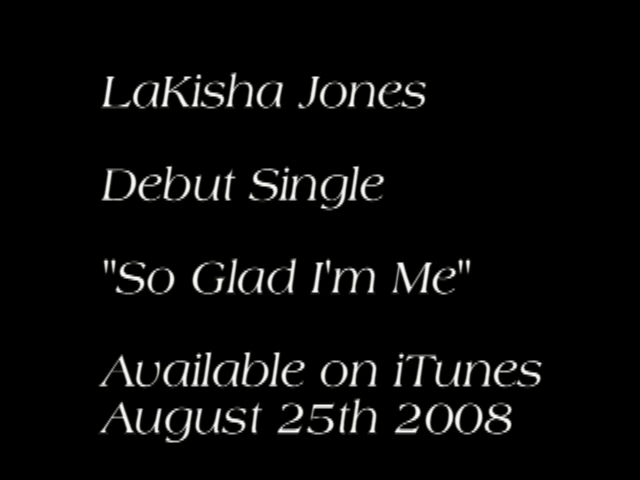 LaKisha Jones
Debut Single
"So Glad I'm Me"
Available on iTunes
August 25th 2008